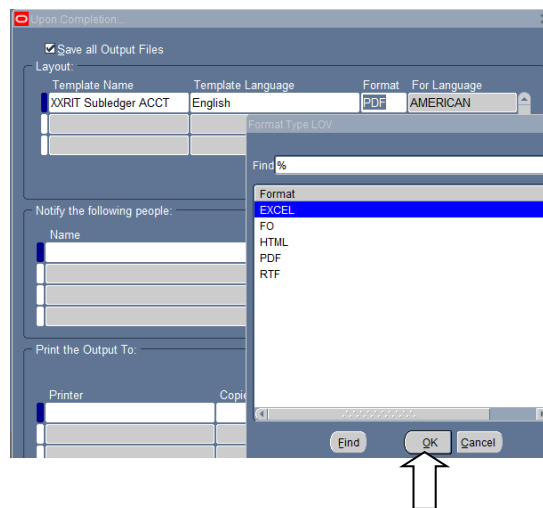 Upon Completion...
Save all Output Files
Layout:
Template Name Template Language Format For Language
XXRIT Subledger ACCT English PDF AMERICAN
Format Type LOV
Find %
Format
EXCEL
FO
HTML
PDF
RTF
Notify the following people:
Name
Print the Output To:
Printer
Find OK Cancel